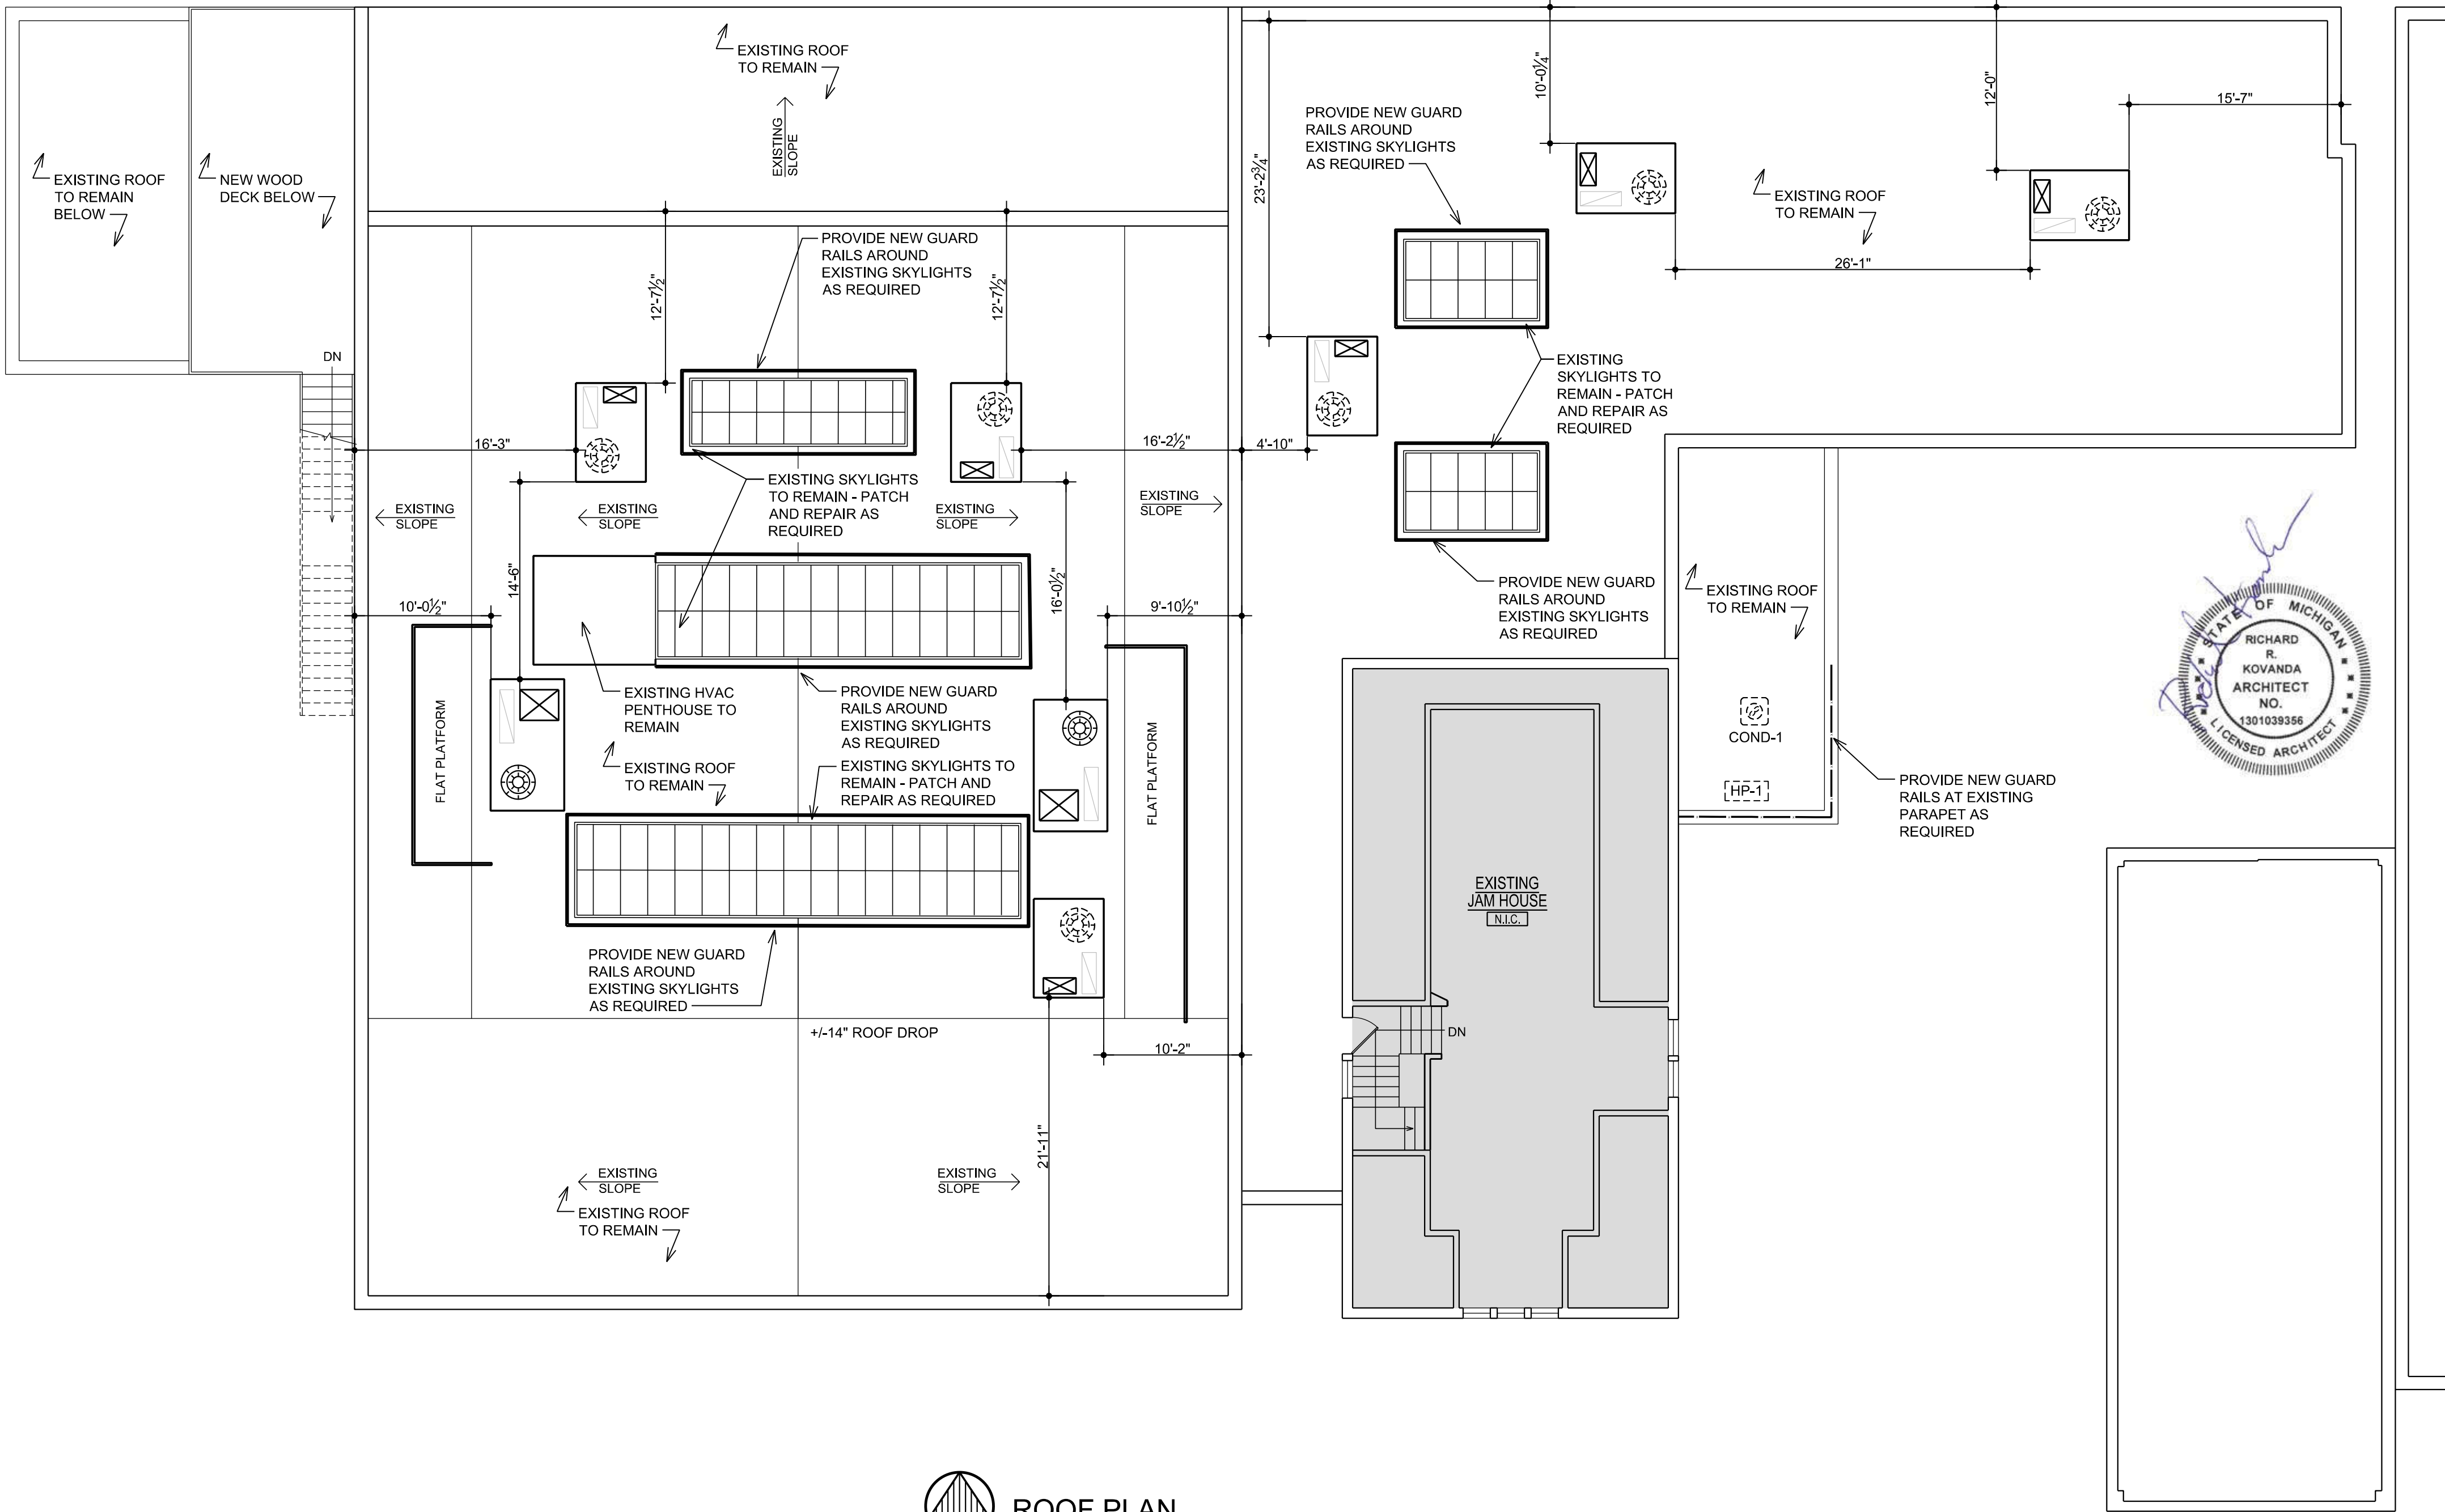 EXISTING ROOF
TO REMAIN
EXISTING
SLOPE
EXISTING ROOF
TO REMAIN
BELOW
NEW WOOD
DECK BELOW
DN
PROVIDE NEW GUARD
RAILS AROUND
EXISTING SKYLIGHTS
AS REQUIRED
12'-7½"
12'-7½"
16'-3"
16'-2½"
4'-10"
EXISTING SKYLIGHTS
TO REMAIN - PATCH
AND REPAIR AS
REQUIRED
EXISTING
SLOPE
EXISTING
SLOPE
EXISTING
SLOPE
EXISTING
SLOPE
14'-6"
16'-0½"
10'-0½"
9'-10½"
FLAT PLATFORM
EXISTING HVAC
PENTHOUSE TO
REMAIN
PROVIDE NEW GUARD
RAILS AROUND
EXISTING SKYLIGHTS
AS REQUIRED
EXISTING ROOF
TO REMAIN
EXISTING SKYLIGHTS TO
REMAIN - PATCH AND
REPAIR AS REQUIRED
FLAT PLATFORM
PROVIDE NEW GUARD
RAILS AROUND
EXISTING SKYLIGHTS
AS REQUIRED
+/-14" ROOF DROP
10'-2"
21'-11"
EXISTING
SLOPE
EXISTING
SLOPE
EXISTING ROOF
TO REMAIN
23'-2¾"
PROVIDE NEW GUARD
RAILS AROUND
EXISTING SKYLIGHTS
AS REQUIRED
10'-0¼"
12'-0"
15'-7"
EXISTING ROOF
TO REMAIN
26'-1"
EXISTING
SKYLIGHTS TO
REMAIN - PATCH
AND REPAIR AS
REQUIRED
PROVIDE NEW GUARD
RAILS AROUND
EXISTING SKYLIGHTS
AS REQUIRED
EXISTING ROOF
TO REMAIN
COND-1
HP-1
PROVIDE NEW GUARD
RAILS AT EXISTING
PARAPET AS
REQUIRED
STATE OF MICHIGAN
RICHARD
R.
KOVANDA
ARCHITECT
NO.
1301039356
LICENSED ARCHITECT
EXISTING
JAM HOUSE
N.I.C.
DN
ROOF PLAN